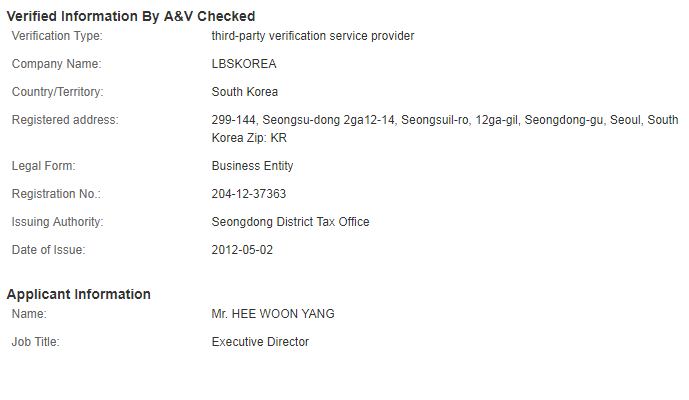 Verified Information By A&V Checked
Verification Type: third-party verification service provider
Company Name: LBSKOREA
Country/Territory: South Korea
Registered address: 299-144, Seongsu-dong 2ga12-14, Seongsuil-ro, 12ga-gil, Seongdong-gu, Seoul, South
Korea Zip: KR
Legal Form: Business Entity
Registration No.: 204-12-37363
Issuing Authority: Seongdong District Tax Office
Date of Issue: 2012-05-02
Applicant Information
Name: Mr. HEE WOON YANG
Job Title: Executive Director